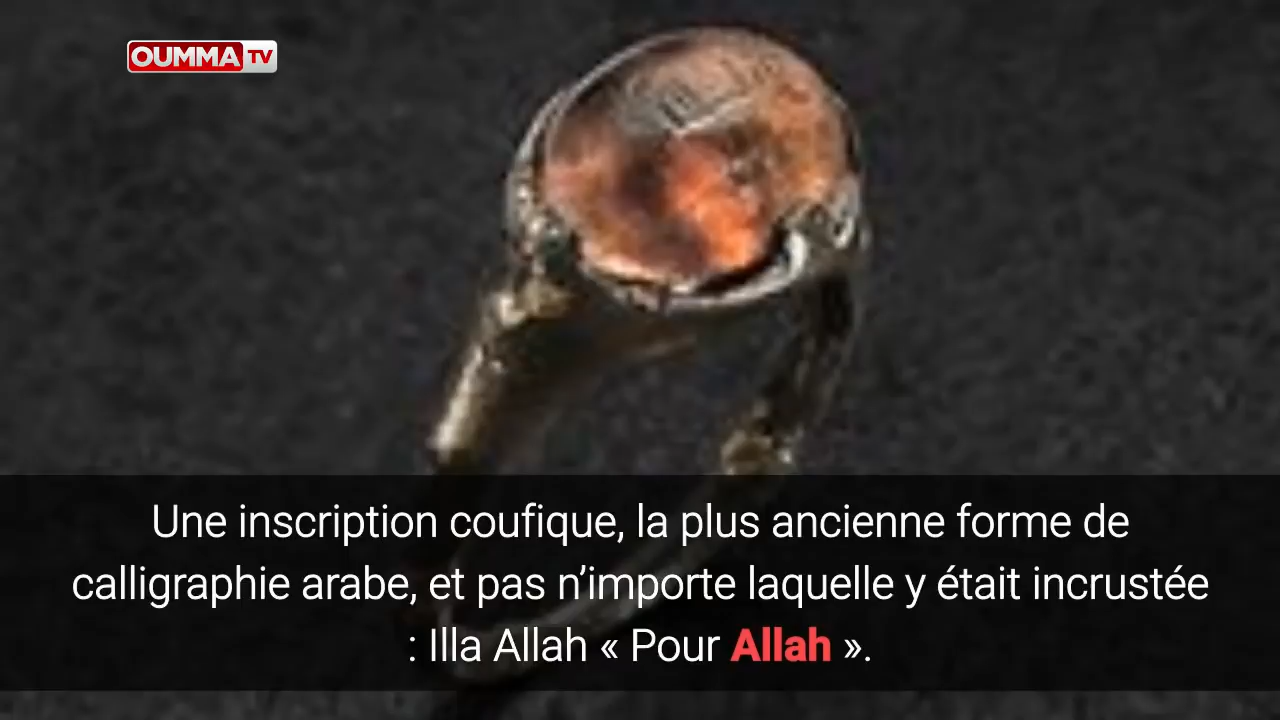 OUMMA TV
Une inscription coufique, la plus ancienne forme de
calligraphie arabe, et pas n’importe laquelle y était incrustée
: Illa Allah « Pour Allah ».